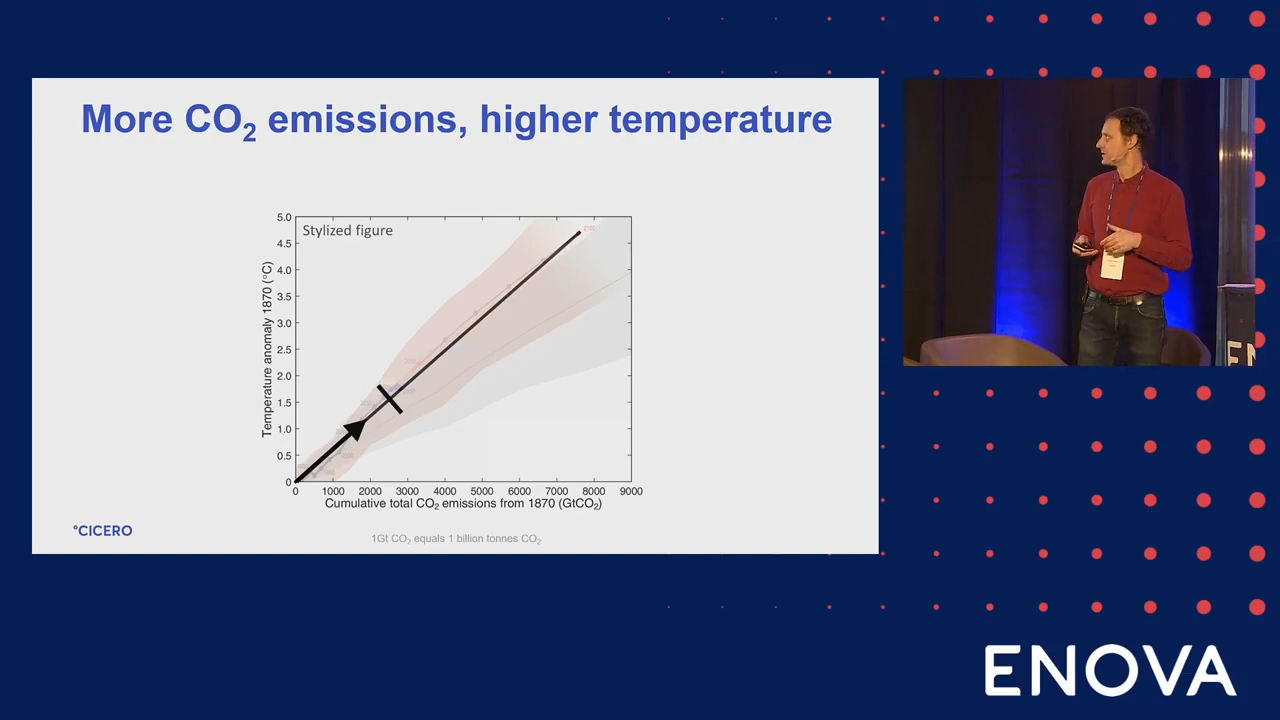 More CO₂ emissions, higher temperature
Stylized figure
5.0
4.5
4.0
3.5
3.0
2.5
2.0
1.5
1.0
0.5
0
Temperature anomaly 1870 (°C)
0 1000 2000 3000 4000 5000 6000 7000 8000 9000
Cumulative total CO₂ emissions from 1870 (GtCO₂)
1Gt CO₂ equals 1 billion tonnes CO₂
°CICERO
EN
ENOVA